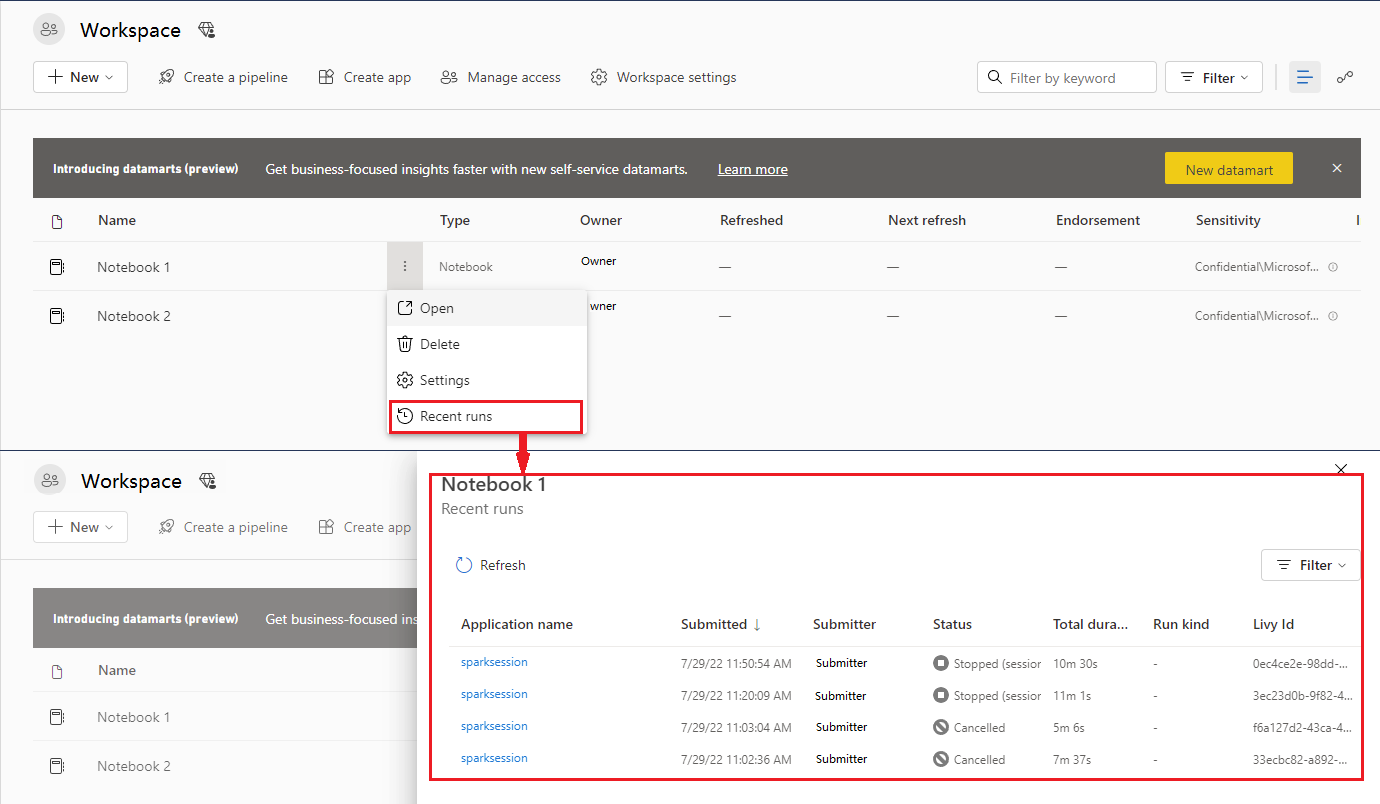 Workspace
New Create a pipeline Create app Manage access Workspace settings Filter by keyword Filter
Introducing datamarts (preview) Get business-focused insights faster with new self-service datamarts. Learn more New datamart
Name Type Owner Refreshed Next refresh Endorsement Sensitivity
Notebook 1 Notebook Owner — — — Confidential\Microsof...
Notebook 2 wner — — — Confidential\Microsof...
Open
Delete
Settings
Recent runs
Workspace
New Create a pipeline Create app
Introducing datamarts (preview) Get business-focused ins
Name
Notebook 1
Notebook 2
Notebook 1
Recent runs
Refresh Filter
Application name Submitted ↓ Submitter Status Total dura... Run kind Livy Id
sparksession 7/29/22 11:50:54 AM Submitter Stopped (session 10m 30s - 0ec4ce2e-98dd-...
sparksession 7/29/22 11:20:09 AM Submitter Stopped (session 11m 1s - 3ec23d0b-9f82-4...
sparksession 7/29/22 11:03:04 AM Submitter Cancelled 5m 6s - f6a127d2-43ca-4...
sparksession 7/29/22 11:02:36 AM Submitter Cancelled 7m 37s - 33ecbc82-a892-...